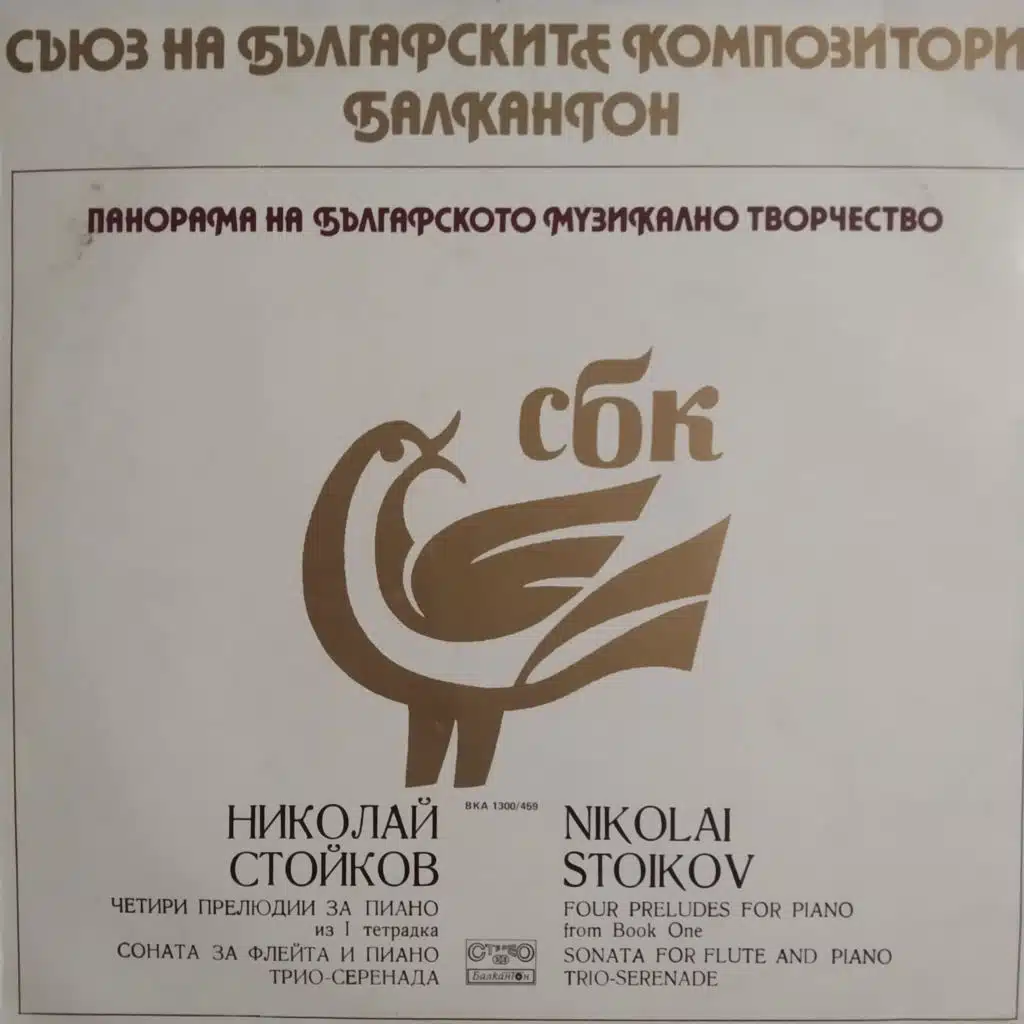 СЪЮЗ НА БЪЛГАРСКИТЕ КОМПОЗИТОРИ
БАЛКАНТОН
ПАНОРАМА НА БЪЛГАРСКОТО МУЗИКАЛНО ТВОРЧЕСТВО
сбк
ВКА 1300/459
НИКОЛАЙ
СТОЙКОВ
ЧЕТИРИ ПРЕЛЮДИИ ЗА ПИАНО
из I тетрадка
СОНАТА ЗА ФЛЕЙТА И ПИАНО
ТРИО-СЕРЕНАДА
СТЕРЕО
33
Балкантон
NIKOLAI
STOIKOV
FOUR PRELUDES FOR PIANO
from Book One
SONATA FOR FLUTE AND PIANO
TRIO-SERENADE